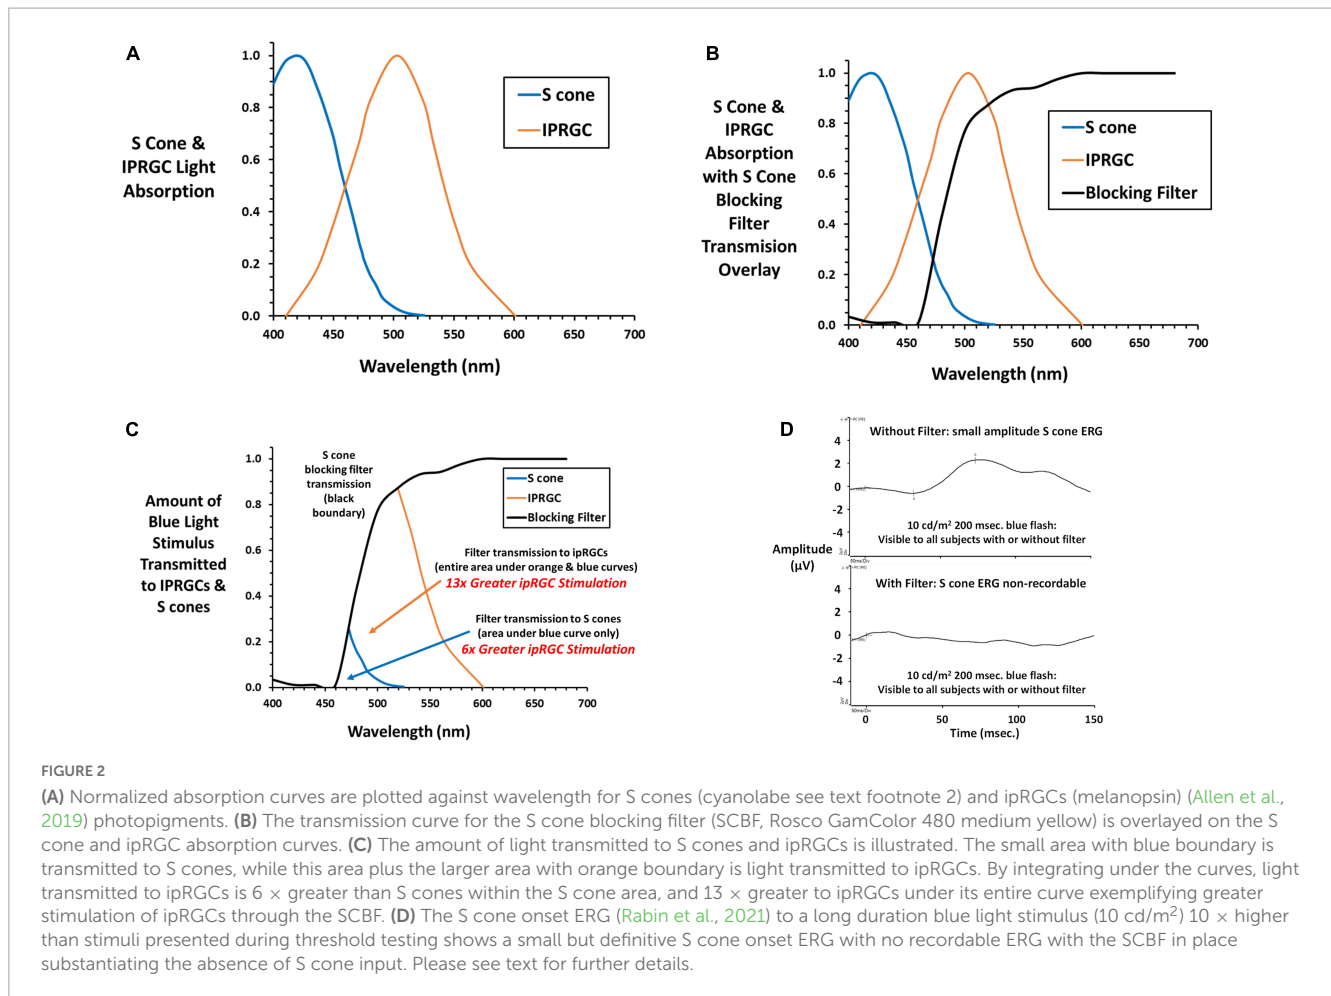 A
S Cone &
IPRGC Light
Absorption
1.0
0.8
0.6
0.4
0.2
0.0
400 450 500 550 600 650 700
Wavelength (nm)
S cone
IPRGC
B
S Cone &
IPRGC
Absorption
with S Cone
Blocking
Filter
Transmision
Overlay
1.0
0.8
0.6
0.4
0.2
0.0
400 450 500 550 600 650 700
Wavelength (nm)
S cone
IPRGC
Blocking Filter
C
Amount of
Blue Light
Stimulus
Transmitted
to IPRGCs &
S cones
1.0
0.8
0.6
0.4
0.2
0.0
400 450 500 550 600 650 700
Wavelength (nm)
S cone
blocking filter
transmission
(black
boundary)
S cone
IPRGC
Blocking Filter
Filter transmission to ipRGCs
(entire area under orange & blue curves)
13x Greater ipRGC Stimulation
Filter transmission to S cones
(area under blue curve only)
6x Greater ipRGC Stimulation
D
Amplitude
(µV)
Without Filter: small amplitude S cone ERG
4
2
0
-2
-4
10 cd/m² 200 msec. blue flash:
Visible to all subjects with or without filter
50ms/Div
With Filter: S cone ERG non-recordable
4
2
0
-2
-4
10 cd/m² 200 msec. blue flash:
Visible to all subjects with or without filter
50ms/Div
0 50 100 150
Time (msec.)
FIGURE 2
(A) Normalized absorption curves are plotted against wavelength for S cones (cyanolabe see text footnote 2) and ipRGCs (melanopsin) (Allen et al.,
2019) photopigments. (B) The transmission curve for the S cone blocking filter (SCBF, Rosco GamColor 480 medium yellow) is overlayed on the S
cone and ipRGC absorption curves. (C) The amount of light transmitted to S cones and ipRGCs is illustrated. The small area with blue boundary is
transmitted to S cones, while this area plus the larger area with orange boundary is light transmitted to ipRGCs. By integrating under the curves, light
transmitted to ipRGCs is 6 × greater than S cones within the S cone area, and 13 × greater to ipRGCs under its entire curve exemplifying greater
stimulation of ipRGCs through the SCBF. (D) The S cone onset ERG (Rabin et al., 2021) to a long duration blue light stimulus (10 cd/m²) 10 × higher
than stimuli presented during threshold testing shows a small but definitive S cone onset ERG with no recordable ERG with the SCBF in place
substantiating the absence of S cone input. Please see text for further details.